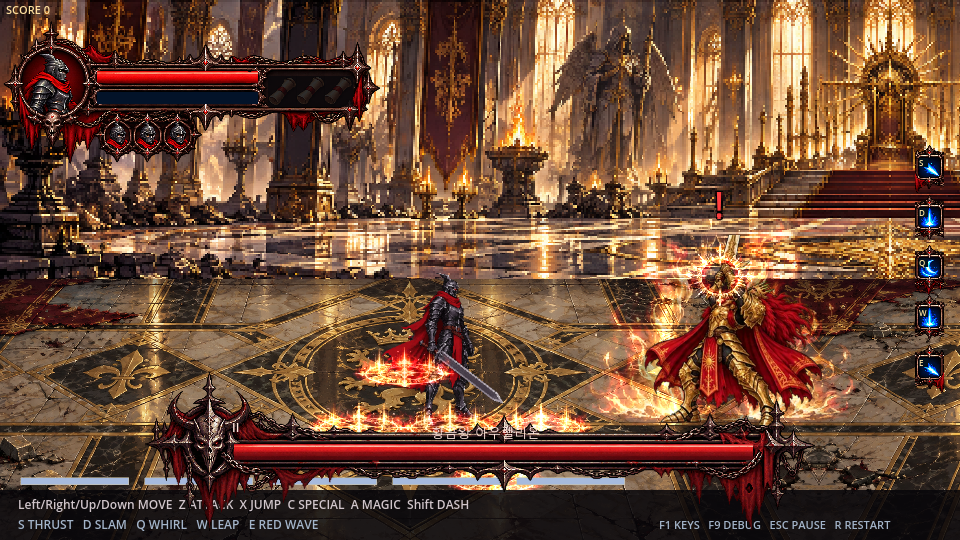 SCORE 0
!
S
D
Q
W
E
Left/Right/Up/Down MOVE Z ATTACK X JUMP C SPECIAL A MAGIC Shift DASH
S THRUST D SLAM Q WHIRL W LEAP E RED WAVE
F1 KEYS F9 DEBUG ESC PAUSE R RESTART